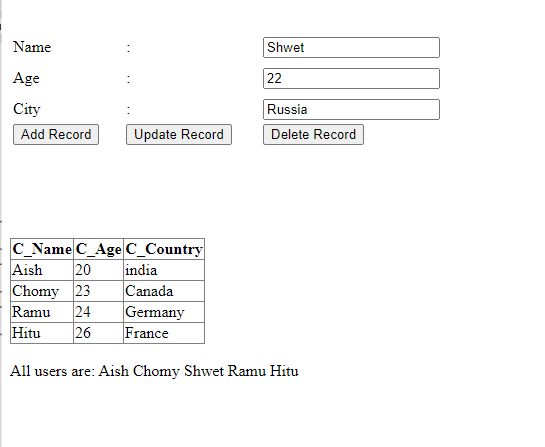 Name : Shwet
Age : 22
City : Russia
Add Record Update Record Delete Record
C_Name C_Age C_Country
Aish 20 india
Chomy 23 Canada
Ramu 24 Germany
Hitu 26 France
All users are: Aish Chomy Shwet Ramu Hitu